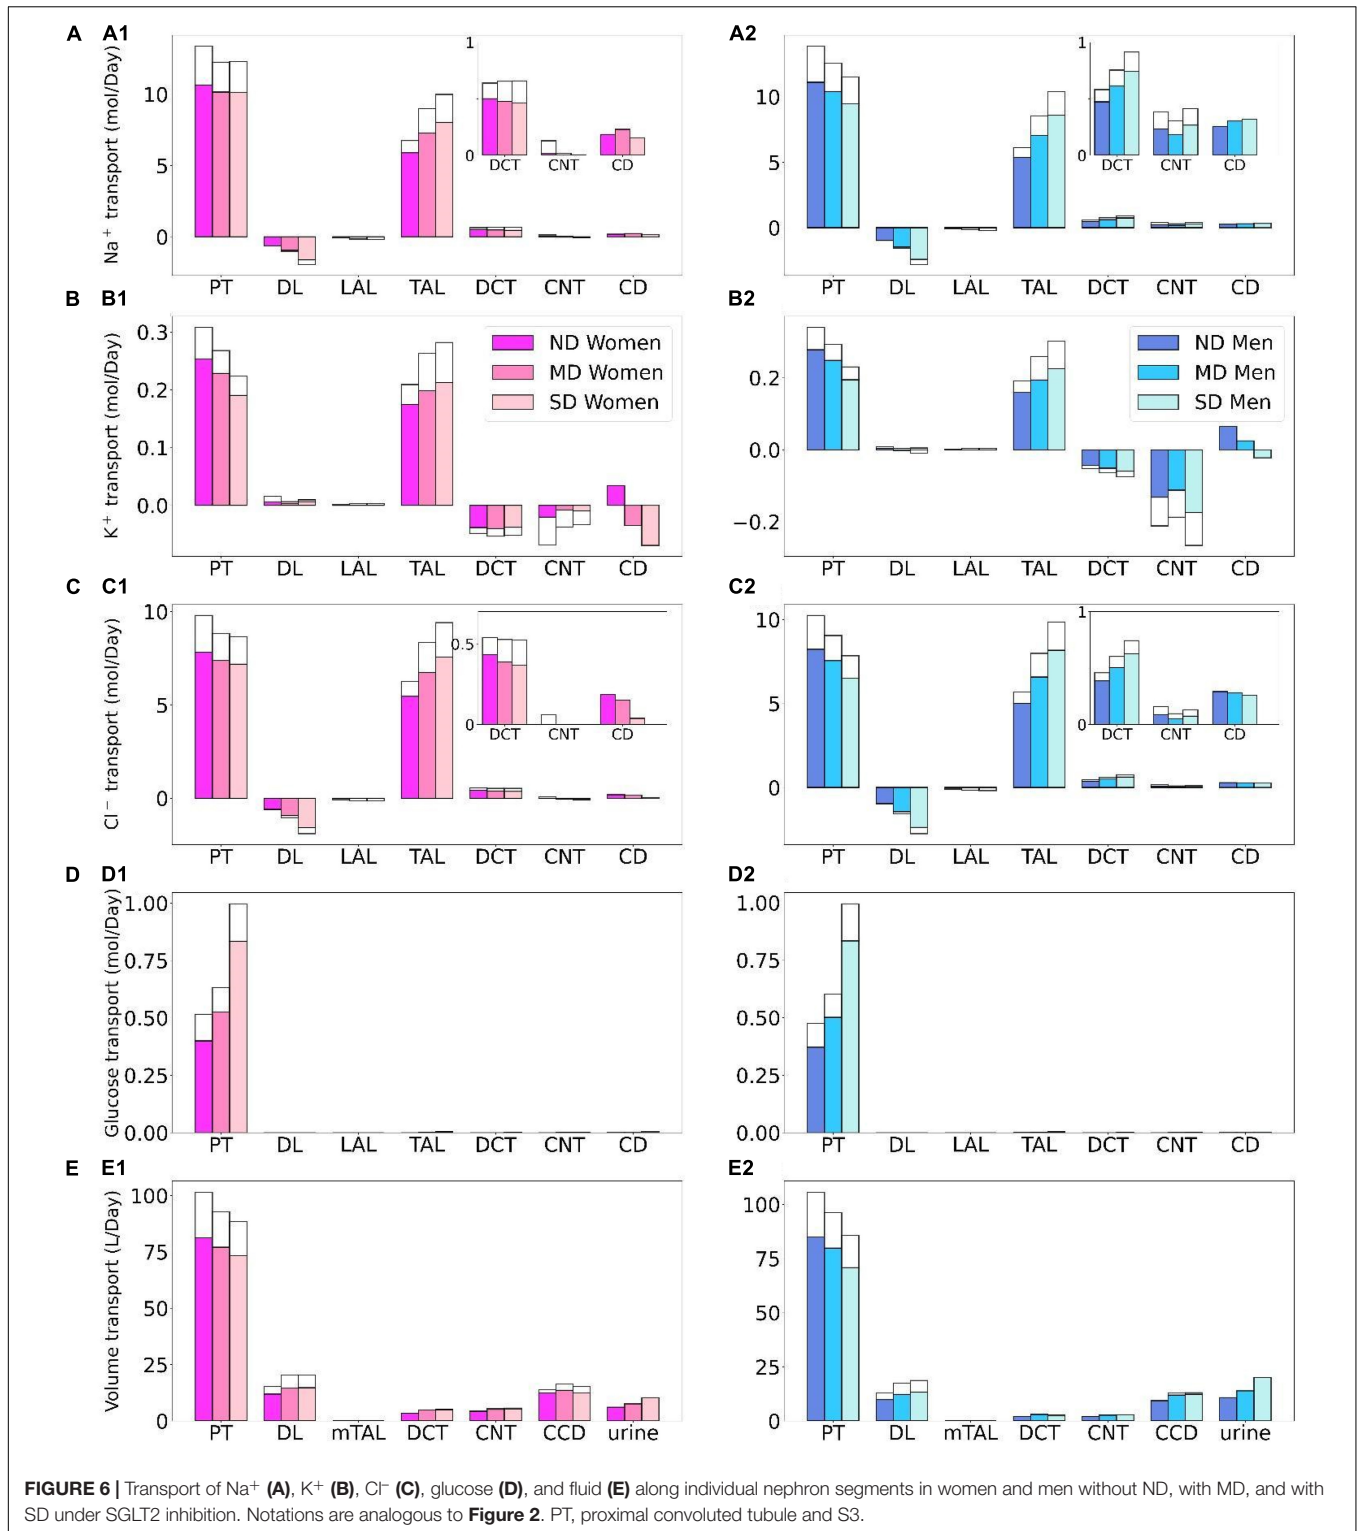 A A1 A2
Na+ transport (mol/Day)
10
5
0
1
0
DCT CNT CD
PT DL LAL TAL DCT CNT CD
10
5
0
1
0
DCT CNT CD
PT DL LAL TAL DCT CNT CD
B B1 B2
K+ transport (mol/Day)
0.3
0.2
0.1
0.0
ND Women
MD Women
SD Women
PT DL LAL TAL DCT CNT CD
0.2
0.0
−0.2
ND Men
MD Men
SD Men
PT DL LAL TAL DCT CNT CD
C C1 C2
Cl− transport (mol/Day)
10
5
0
0.5
0
DCT CNT CD
PT DL LAL TAL DCT CNT CD
10
5
0
1
0
DCT CNT CD
PT DL LAL TAL DCT CNT CD
D D1 D2
Glucose transport (mol/Day)
1.00
0.75
0.50
0.25
0.00
PT DL LAL TAL DCT CNT CD
1.00
0.75
0.50
0.25
0.00
PT DL LAL TAL DCT CNT CD
E E1 E2
Volume transport (L/Day)
100
75
50
25
0
PT DL mTAL DCT CNT CCD urine
100
75
50
25
0
PT DL mTAL DCT CNT CCD urine
FIGURE 6 | Transport of Na+ (A), K+ (B), Cl− (C), glucose (D), and fluid (E) along individual nephron segments in women and men without ND, with MD, and with
SD under SGLT2 inhibition. Notations are analogous to Figure 2. PT, proximal convoluted tubule and S3.